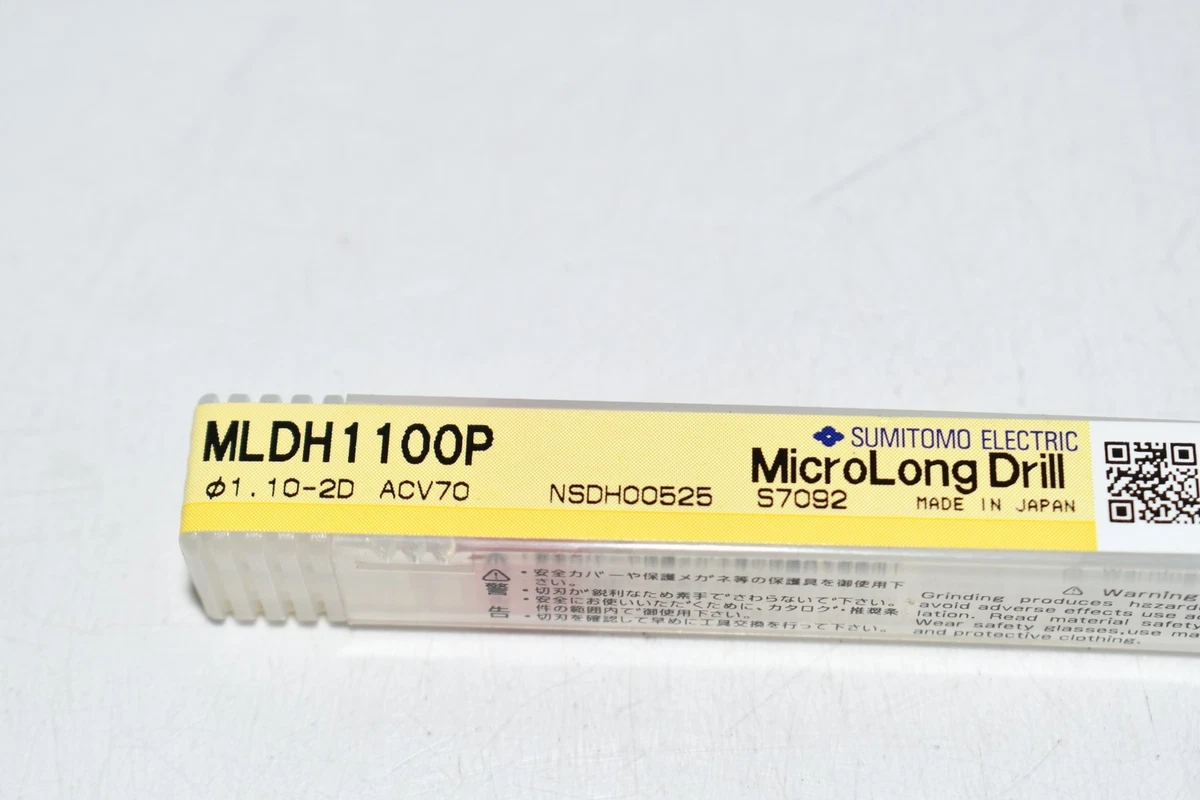 MLDH1100P
φ1.10-2D ACV70 NSDH00525 S7092
SUMITOMO ELECTRIC
MicroLong Drill
MADE IN JAPAN
警告
・安全カバーや保護メガネ等の保護具を御使用下
さい。
・切刃が鋭利なため素手でさわらないで下さい。
・安全にお使いいただくために、カタログ・推奨条
件の範囲内で御使用下さい。
・切刃を確認して早めに工具交換を行って下さい。
⚠ Warning
Grinding produces hazard
avoid adverse effects use ad
lation. Read material safety
Wear safety glasses,use ma
and protective clothing.